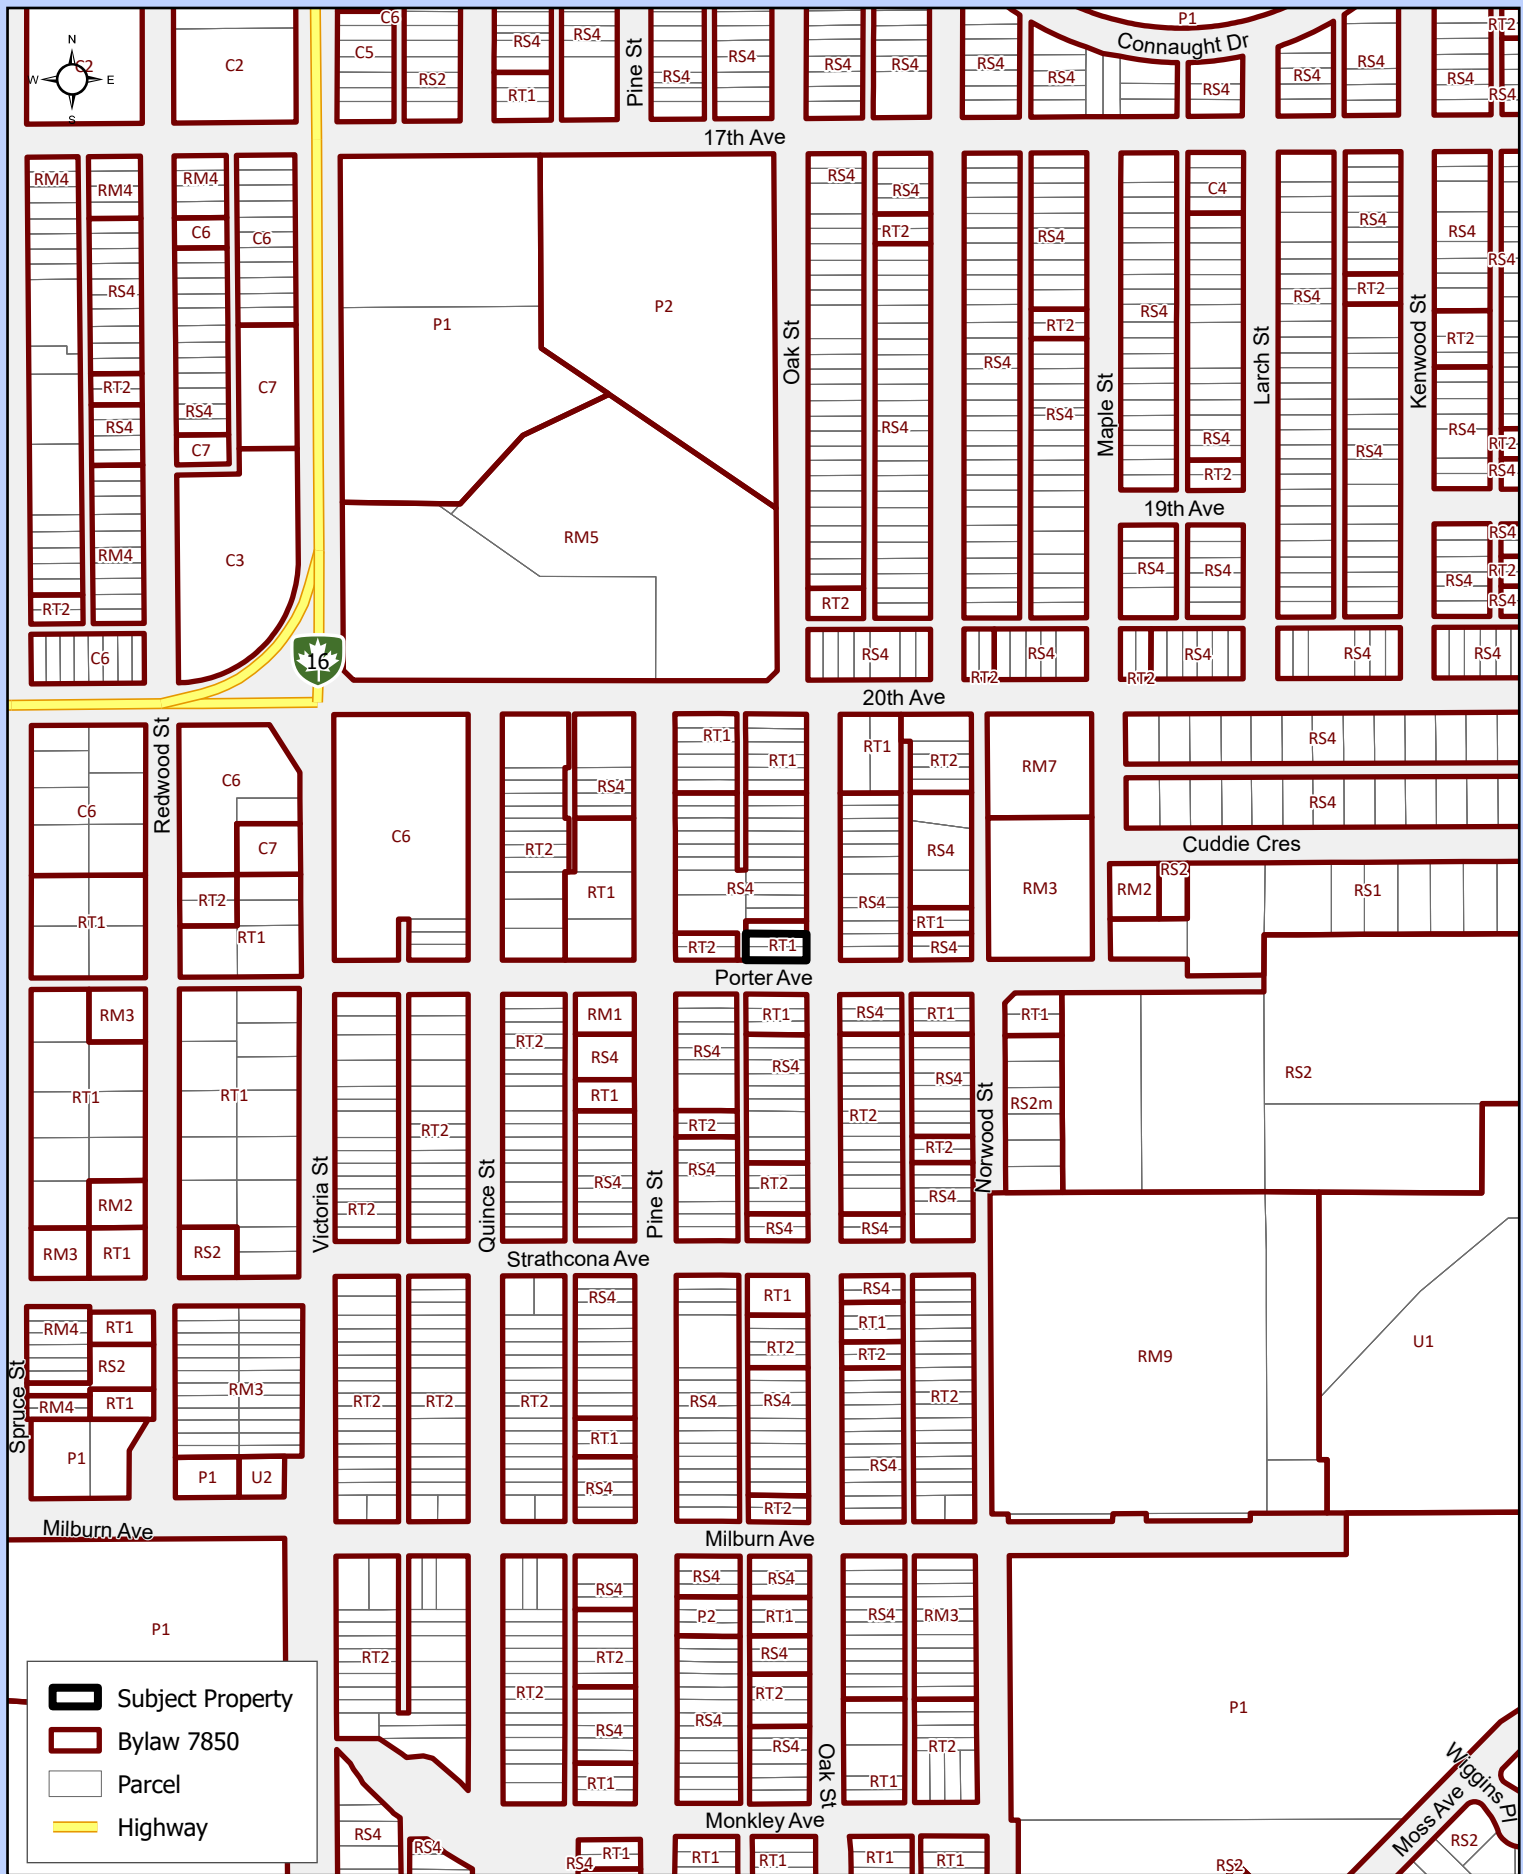 C6
P1
RS4
RS4
RT2
Connaught Dr
N
C2
W
E
S
C2
C5
RS2
RS4
RT1
Pine St
RS4
RS4
RS4
RS4
RS4
RS4
RS4
RS4
RS4
RS4
RS4
17th Ave
RM4
RM4
RM4
C6
C6
RS4
RT2
RS4
RM4
RT2
RS4
C7
C7
C3
C6
P1
P2
RM5
Oak St
RS4
RS4
RT2
RS4
RT2
RS4
RS4
RS4
RT2
RS4
Maple St
RS4
C4
RS4
RT2
Larch St
RS4
RS4
RT2
RS4
Kenwood St
RS4
RT2
RS4
RS4
RT2
RS4
19th Ave
RS4
RS4
RS4
RS4
RT2
RS4
RS4
RT2
RS4
RT2
RS4
RS4
RS4
16
20th Ave
Redwood St
C6
C6
C7
RT1
RT2
RT1
C6
RS4
RT2
RT1
RT1
RT1
RS4
RT2
RT1
RT1
RT2
RS4
RS4
RT1
RS4
RM7
RM3
RS4
RS4
Cuddie Cres
RM2
RS2
RS1
Porter Ave
RM3
RT1
RT1
RM2
RM3
RT1
RS2
Victoria St
RT2
RT2
Quince St
RT2
RM1
RS4
RT1
RS4
Pine St
RS4
RT2
RS4
RT1
RS4
RT2
RS4
RS4
RT2
RS4
RT1
RS4
RT2
RS4
Norwood St
RT1
RS2m
RS2
Strathcona Ave
Spruce St
RM4
RT1
RS2
RM4
RT1
P1
RM3
P1
U2
RT2
RT2
RT2
RS4
RT1
RS4
RS4
RT1
RT2
RS4
RT2
RS4
RT1
RT2
RS4
RT2
RM9
U1
Milburn Ave
Milburn Ave
P1
RT2
RT2
RS4
RT2
RS4
RT1
RS4
P2
RS4
RS4
RT1
RS4
RT2
RS4
Oak St
RS4
RM3
RT2
RT1
P1
Wiggins Pl
Moss Ave
RS2
RS2
Monkley Ave
RS4
RS4
RS4
RT1
RT1
RT1
RT1
RT1
Subject Property
Bylaw 7850
Parcel
Highway